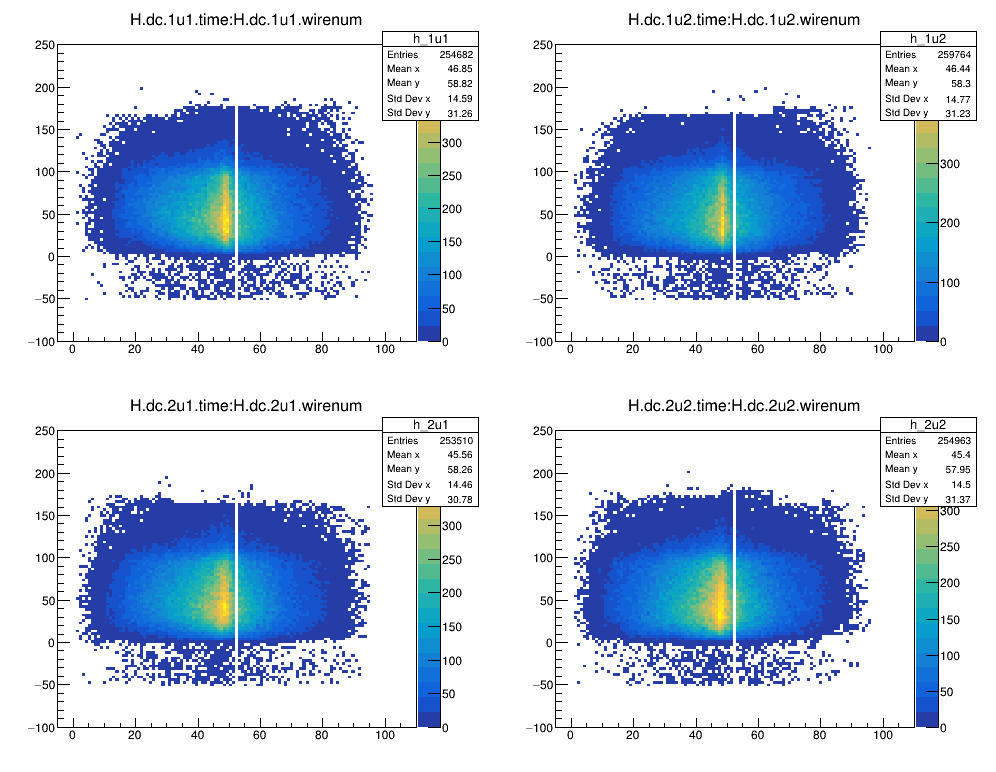 H.dc.1u1.time:H.dc.1u1.wirenum
h_1u1
Entries 254682
Mean x 46.85
Mean y 58.82
Std Dev x 14.59
Std Dev y 31.26
250
200
150
100
50
0
−50
−100
0 20 40 60 80 100
300
250
200
150
100
50
0
H.dc.1u2.time:H.dc.1u2.wirenum
h_1u2
Entries 259764
Mean x 46.44
Mean y 58.3
Std Dev x 14.77
Std Dev y 31.23
250
200
150
100
50
0
−50
−100
0 20 40 60 80 100
300
200
100
0
H.dc.2u1.time:H.dc.2u1.wirenum
h_2u1
Entries 253510
Mean x 45.56
Mean y 58.26
Std Dev x 14.46
Std Dev y 30.78
250
200
150
100
50
0
−50
−100
0 20 40 60 80 100
300
250
200
150
100
50
0
H.dc.2u2.time:H.dc.2u2.wirenum
h_2u2
Entries 254963
Mean x 45.4
Mean y 57.95
Std Dev x 14.5
Std Dev y 31.37
250
200
150
100
50
0
−50
−100
0 20 40 60 80 100
300
250
200
150
100
50
0